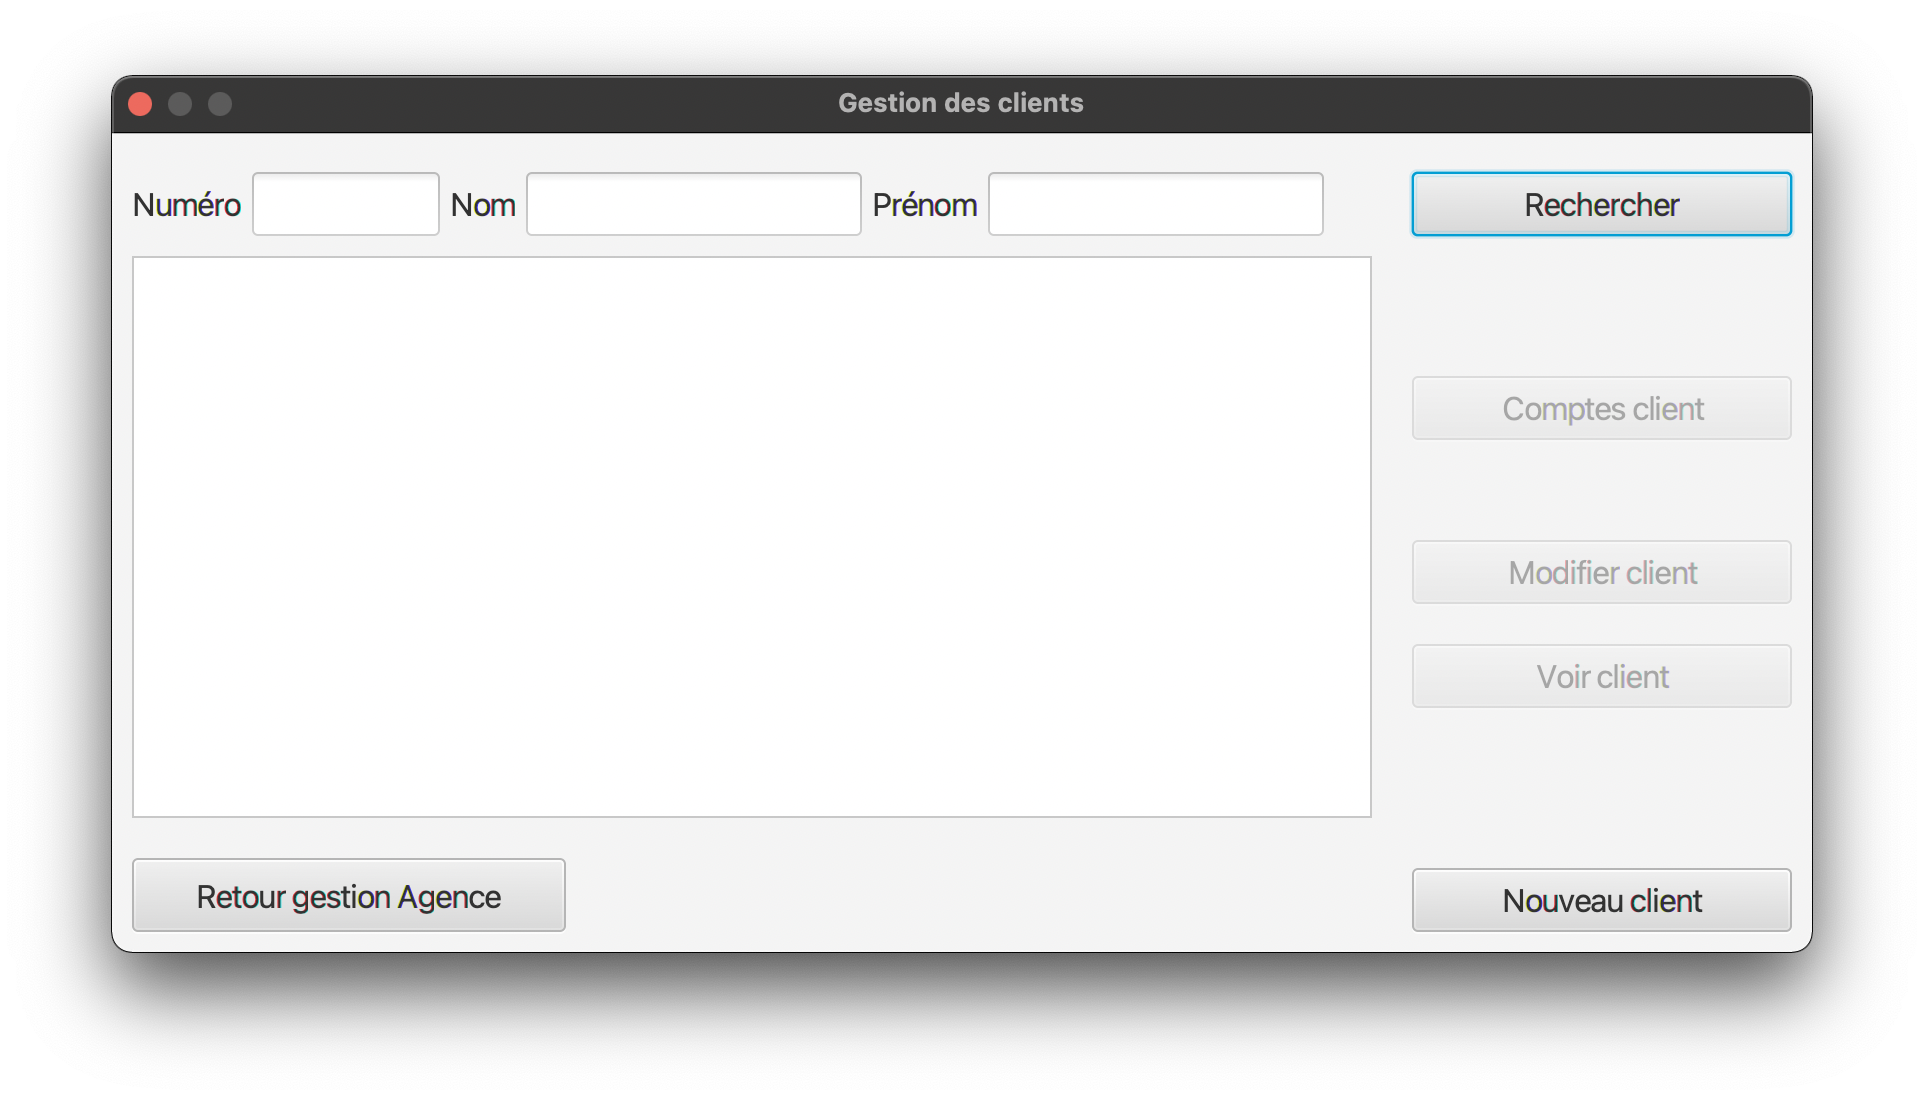 Gestion des clients
Numéro Nom Prénom Rechercher
Comptes client
Modifier client
Voir client
Retour gestion Agence
Nouveau client